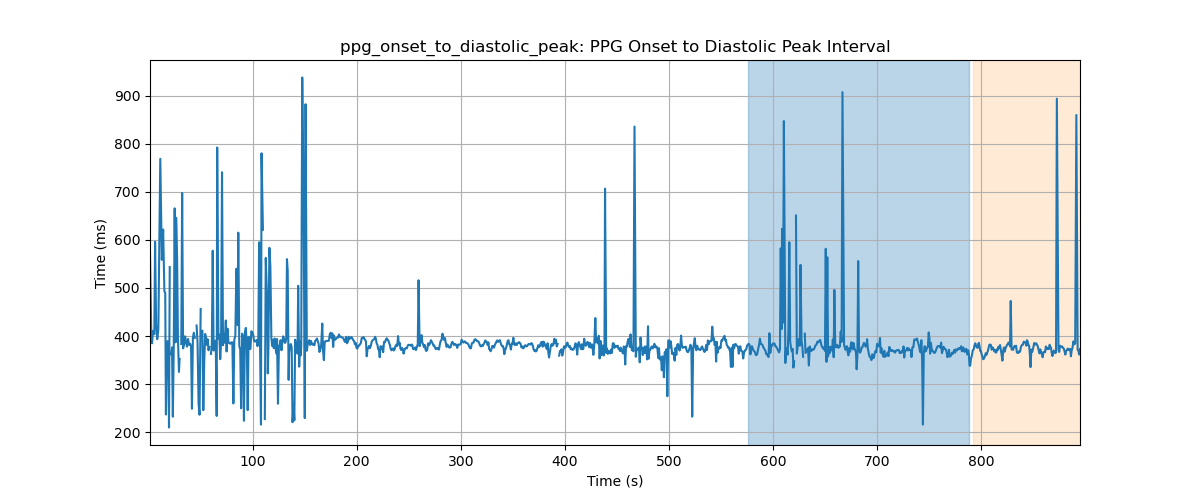 ppg_onset_to_diastolic_peak: PPG Onset to Diastolic Peak Interval
900
800
700
600
500
400
300
200
Time (ms)
100 200 300 400 500 600 700 800
Time (s)